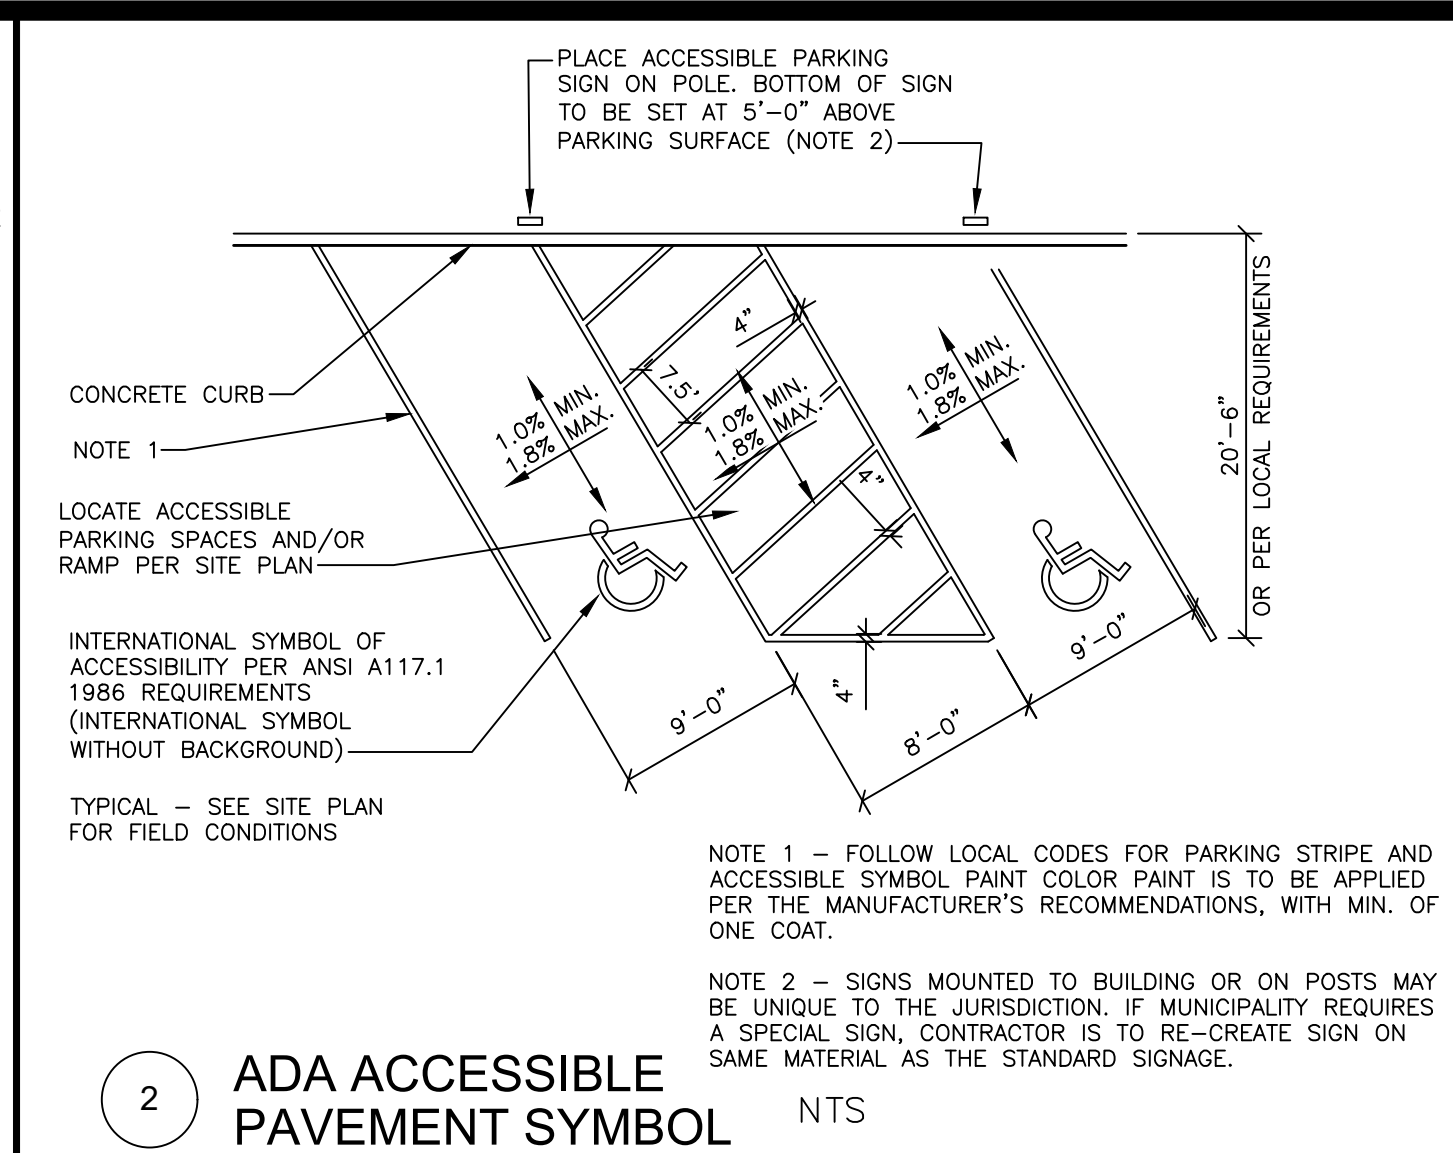 PLACE ACCESSIBLE PARKING
SIGN ON POLE. BOTTOM OF SIGN
TO BE SET AT 5'-0" ABOVE
PARKING SURFACE (NOTE 2)
CONCRETE CURB
NOTE 1
LOCATE ACCESSIBLE
PARKING SPACES AND/OR
RAMP PER SITE PLAN
INTERNATIONAL SYMBOL OF
ACCESSIBILITY PER ANSI A117.1
1986 REQUIREMENTS
(INTERNATIONAL SYMBOL
WITHOUT BACKGROUND)
TYPICAL – SEE SITE PLAN
FOR FIELD CONDITIONS
1.0% MIN.
1.8% MAX.
4"
7.5'
1.0% MIN.
1.8% MAX.
4"
1.0% MIN.
1.8% MAX.
20'-6"
OR PER LOCAL REQUIREMENTS
9'-0"
4"
8'-0"
9'-0"
NOTE 1 – FOLLOW LOCAL CODES FOR PARKING STRIPE AND
ACCESSIBLE SYMBOL PAINT COLOR PAINT IS TO BE APPLIED
PER THE MANUFACTURER'S RECOMMENDATIONS, WITH MIN. OF
ONE COAT.
NOTE 2 – SIGNS MOUNTED TO BUILDING OR ON POSTS MAY
BE UNIQUE TO THE JURISDICTION. IF MUNICIPALITY REQUIRES
A SPECIAL SIGN, CONTRACTOR IS TO RE-CREATE SIGN ON
SAME MATERIAL AS THE STANDARD SIGNAGE.
2
ADA ACCESSIBLE
PAVEMENT SYMBOL
NTS